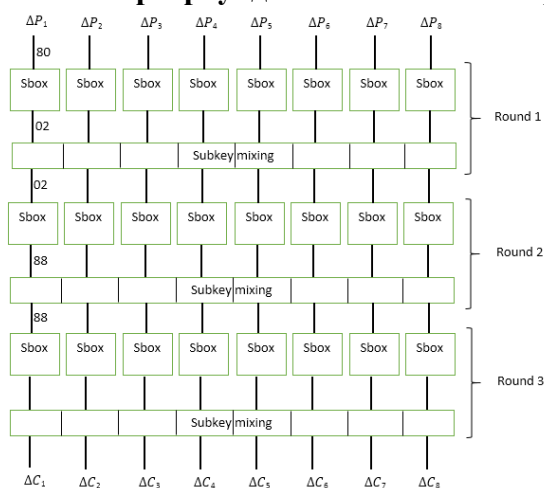 ΔP₁ ΔP₂ ΔP₃ ΔP₄ ΔP₅ ΔP₆ ΔP₇ ΔP₈
80
Sbox Sbox Sbox Sbox Sbox Sbox Sbox Sbox
Round 1
02
Subkey mixing
02
Sbox Sbox Sbox Sbox Sbox Sbox Sbox Sbox
Round 2
88
Subkey mixing
88
Sbox Sbox Sbox Sbox Sbox Sbox Sbox Sbox
Round 3
Subkey mixing
ΔC₁ ΔC₂ ΔC₃ ΔC₄ ΔC₅ ΔC₆ ΔC₇ ΔC₈